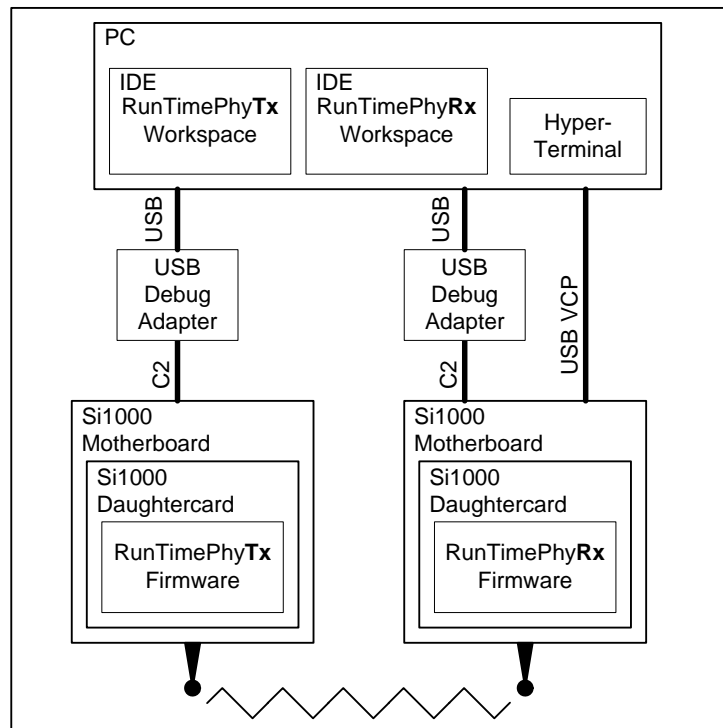 PC
IDE
RunTimePhyTx
Workspace
IDE
RunTimePhyRx
Workspace
Hyper-
Terminal
USB
USB
USB VCP
USB
Debug
Adapter
USB
Debug
Adapter
C2
C2
Si1000
Motherboard
Si1000
Daughtercard
RunTimePhyTx
Firmware
Si1000
Motherboard
Si1000
Daughtercard
RunTimePhyRx
Firmware